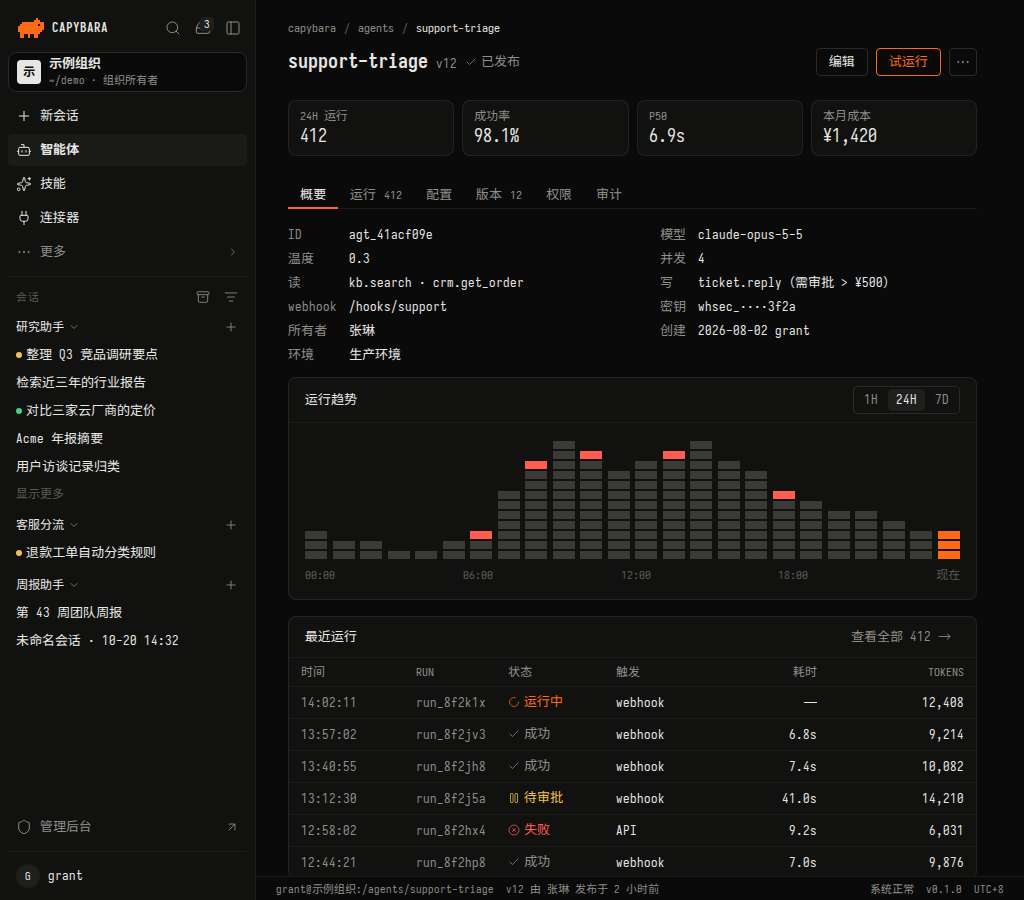 CAPYBARA
3
示 示例组织
~/demo · 组织所有者
新会话
智能体
技能
连接器
更多
会话
研究助手
整理 Q3 竞品调研要点
检索近三年的行业报告
对比三家云厂商的定价
Acme 年报摘要
用户访谈记录归类
显示更多
客服分流
退款工单自动分类规则
周报助手
第 43 周团队周报
未命名会话 · 10-20 14:32
管理后台
G grant
capybara / agents / support-triage
support-triage v12 已发布
编辑 试运行 ···
24H 运行
412
成功率
98.1%
P50
6.9s
本月成本
¥1,420
概要 运行 412 配置 版本 12 权限 审计
ID agt_41acf09e 模型 claude-opus-5-5
温度 0.3 并发 4
读 kb.search · crm.get_order 写 ticket.reply (需审批 > ¥500)
webhook /hooks/support 密钥 whsec_····3f2a
所有者 张琳 创建 2026-08-02 grant
环境 生产环境
运行趋势 1H 24H 7D
00:00 06:00 12:00 18:00 现在
最近运行 查看全部 412 →
时间 RUN 状态 触发 耗时 TOKENS
14:02:11 run_8f2k1x 运行中 webhook — 12,408
13:57:02 run_8f2jv3 成功 webhook 6.8s 9,214
13:40:55 run_8f2jh8 成功 webhook 7.4s 10,082
13:12:30 run_8f2j5a 待审批 webhook 41.0s 14,210
12:58:02 run_8f2hx4 失败 API 9.2s 6,031
12:44:21 run_8f2hp8 成功 webhook 7.0s 9,876
grant@示例组织:/agents/support-triage v12 由 张琳 发布于 2 小时前 系统正常 v0.1.0 UTC+8